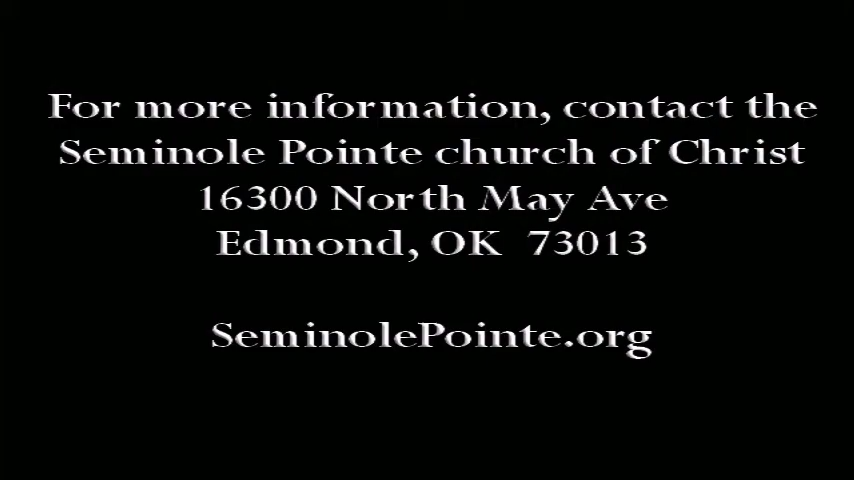 For more information, contact the
Seminole Pointe church of Christ
16300 North May Ave
Edmond, OK  73013
SeminolePointe.org